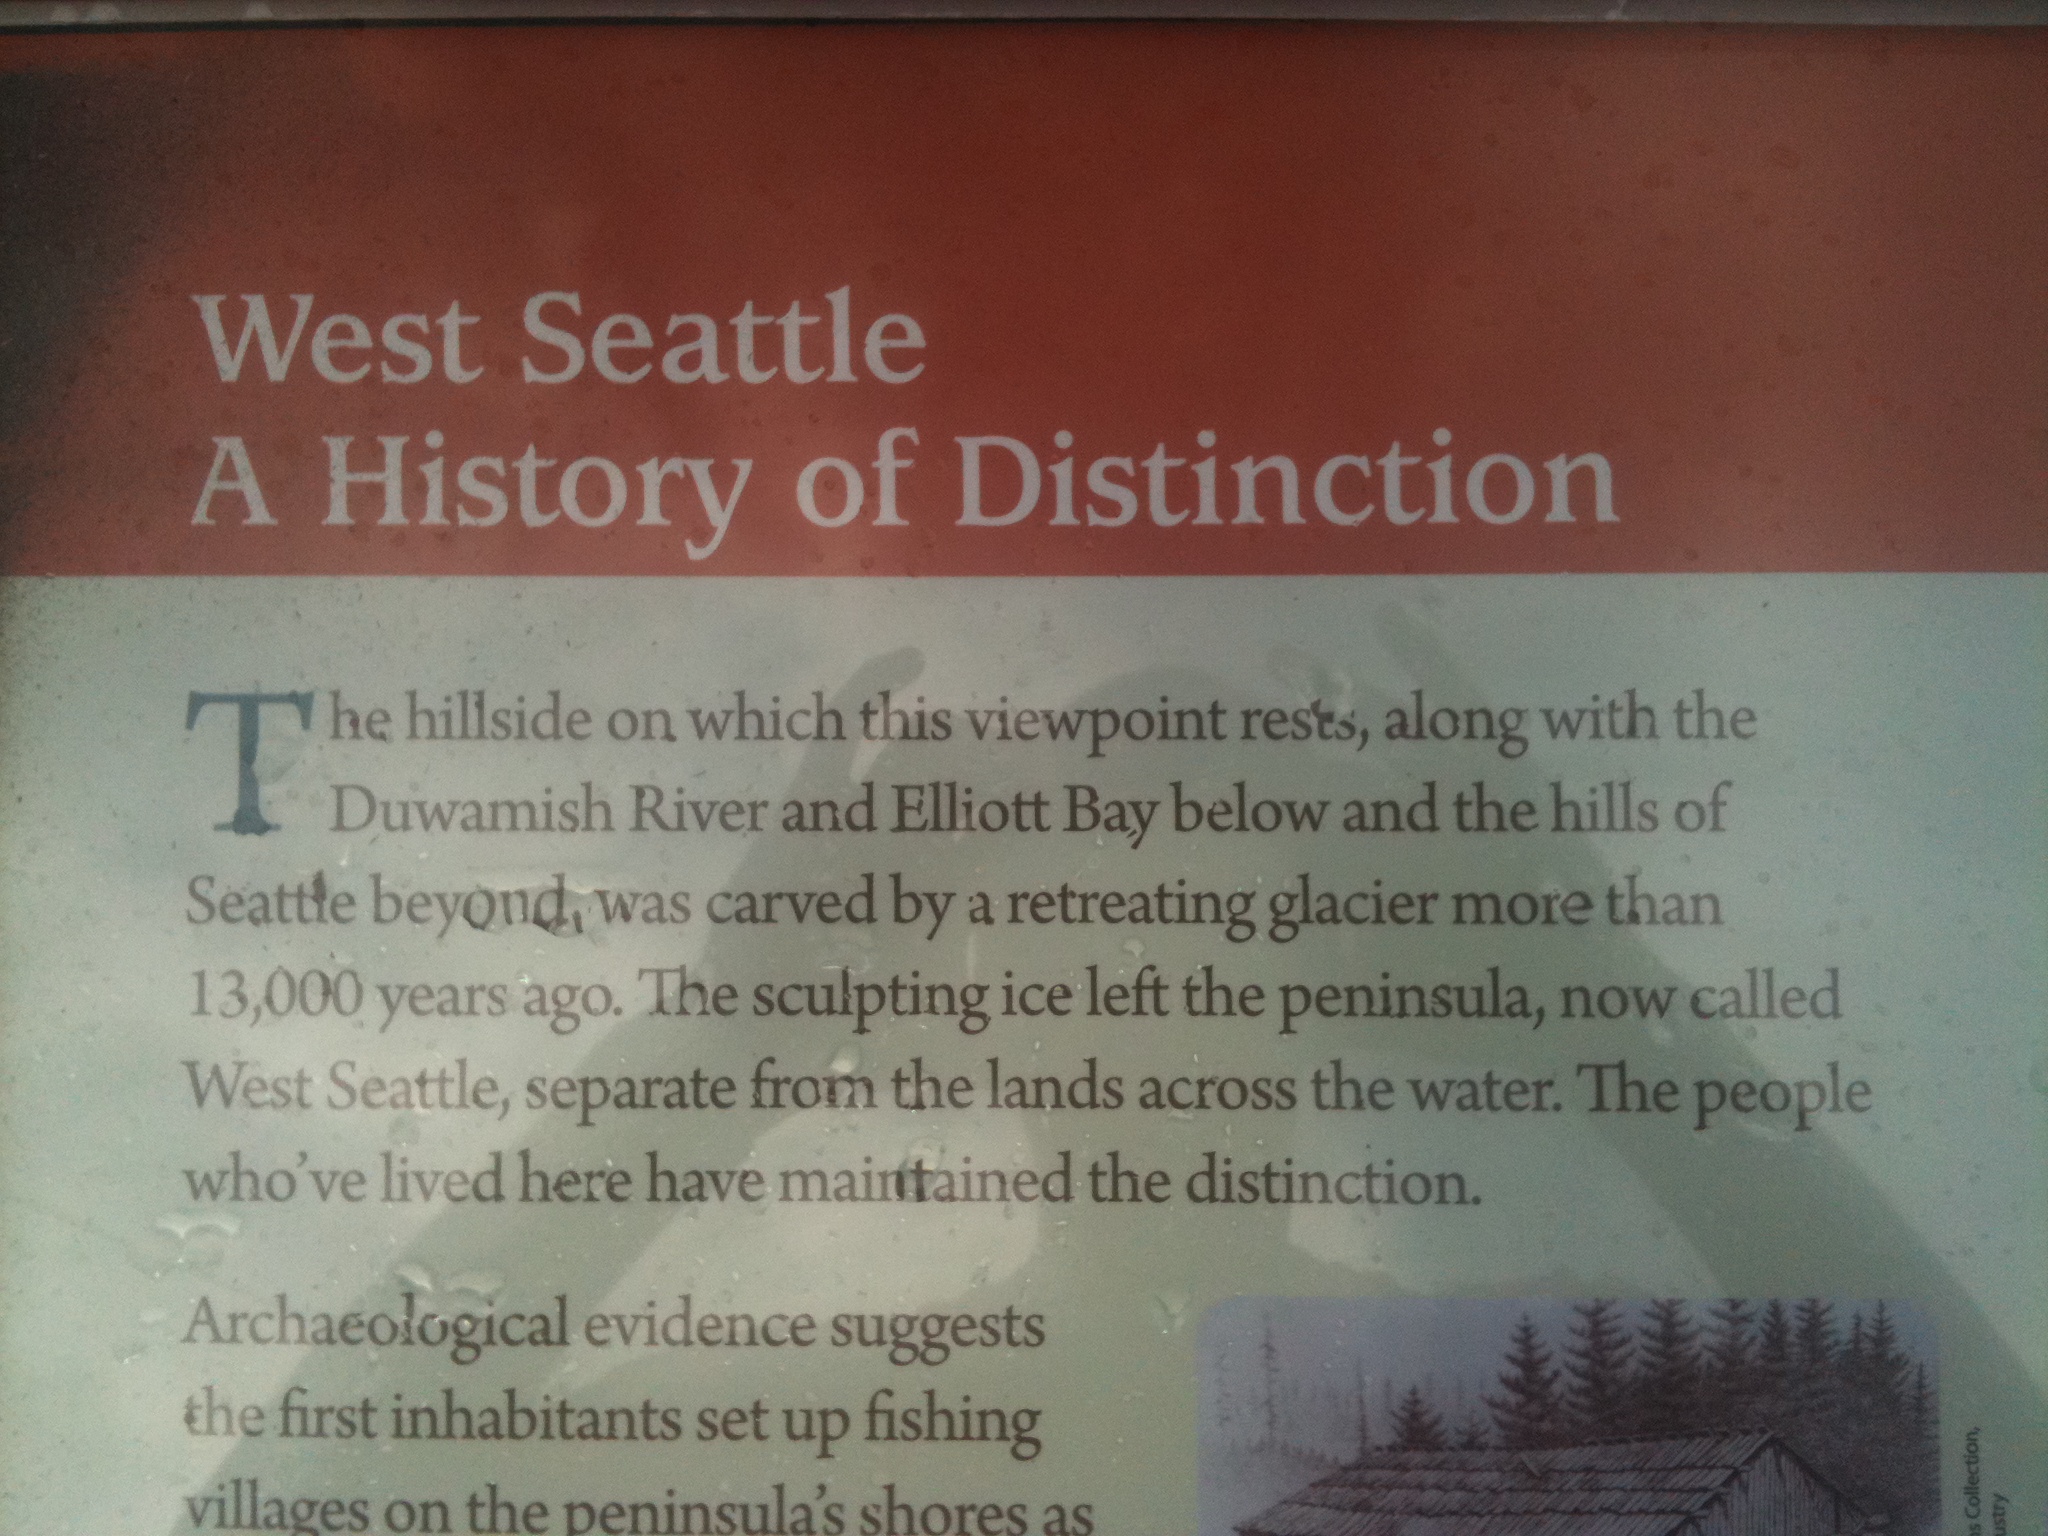 West Seattle
A History of Distinction
The hillside on which this viewpoint rests, along with the
Duwamish River and Elliott Bay below and the hills of
Seattle beyond, was carved by a retreating glacier more than
13,000 years ago. The sculpting ice left the peninsula, now called
West Seattle, separate from the lands across the water. The people
who've lived here have maintained the distinction.
Archaeological evidence suggests
the first inhabitants set up fishing
villages on the peninsula's shores as
Collection,